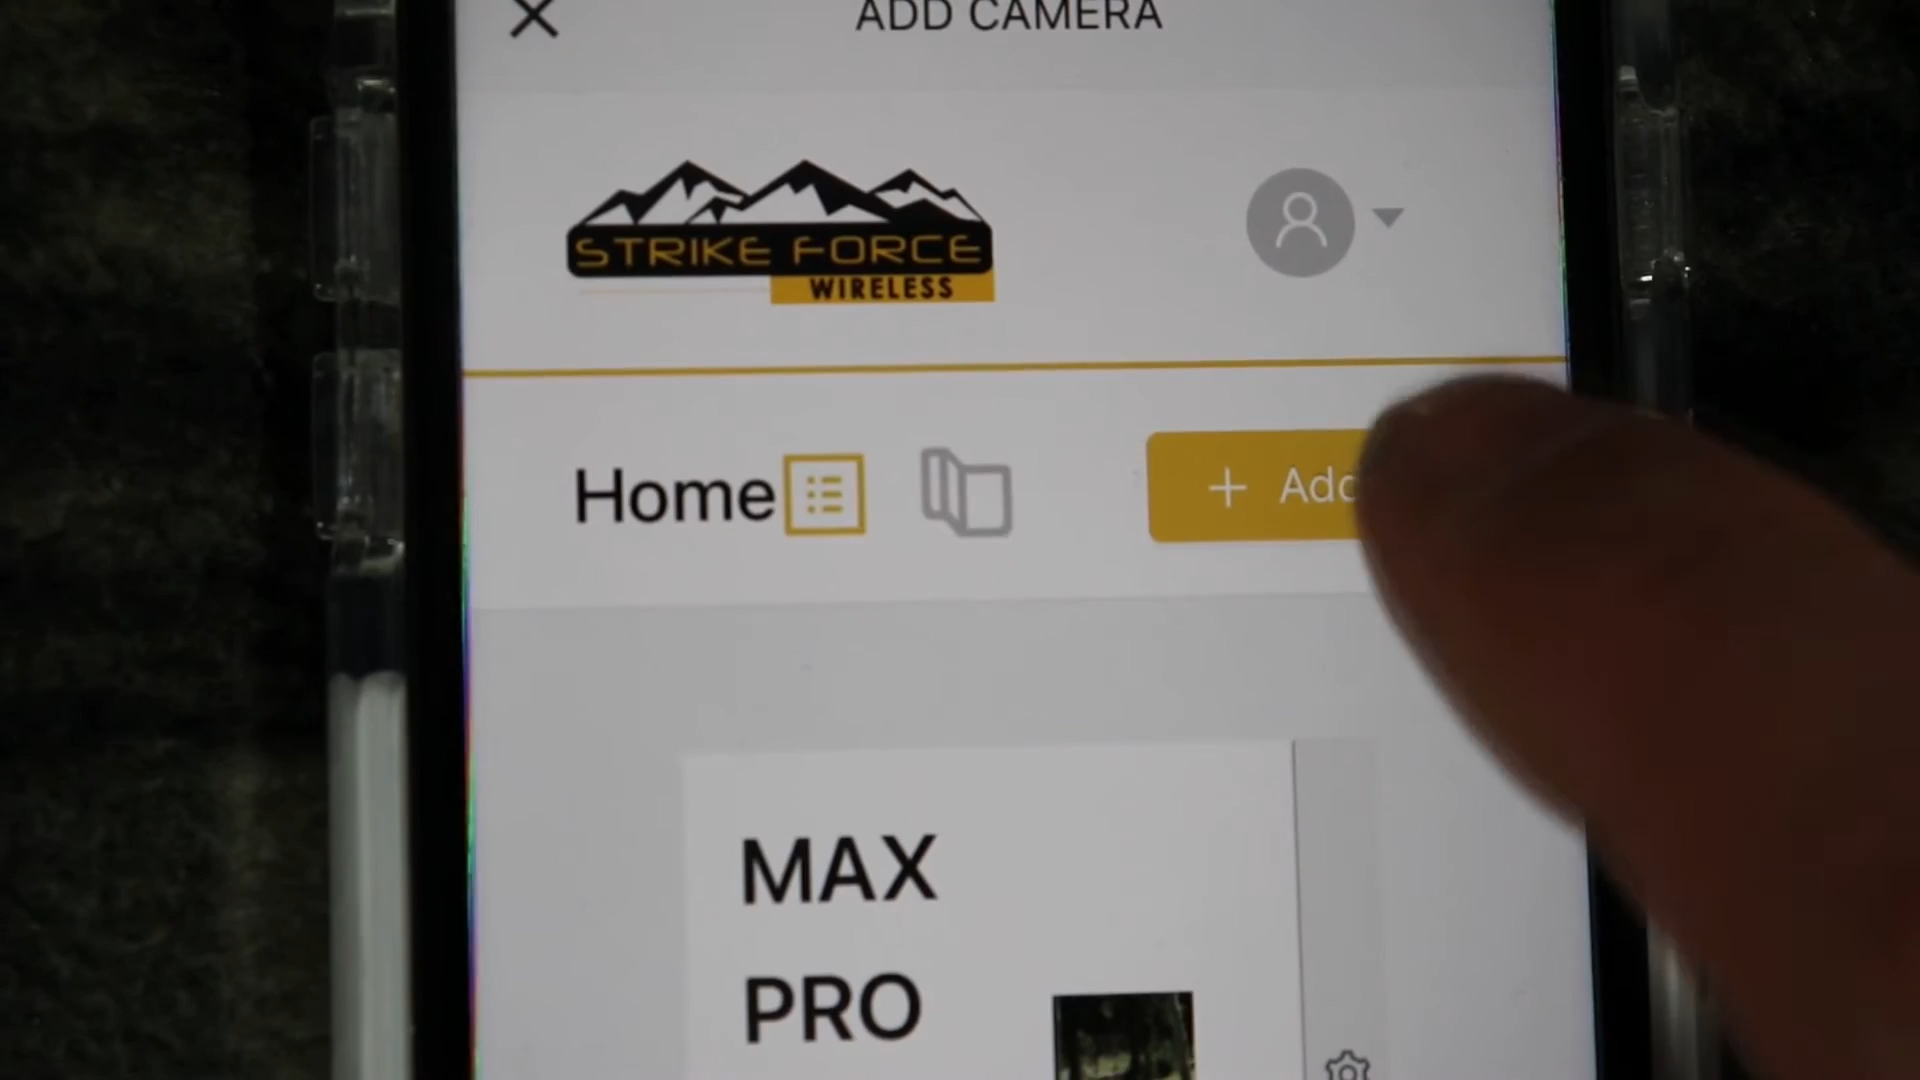 ADD CAMERA
STRIKE FORCE
WIRELESS
Home
+ Add
MAX
PRO